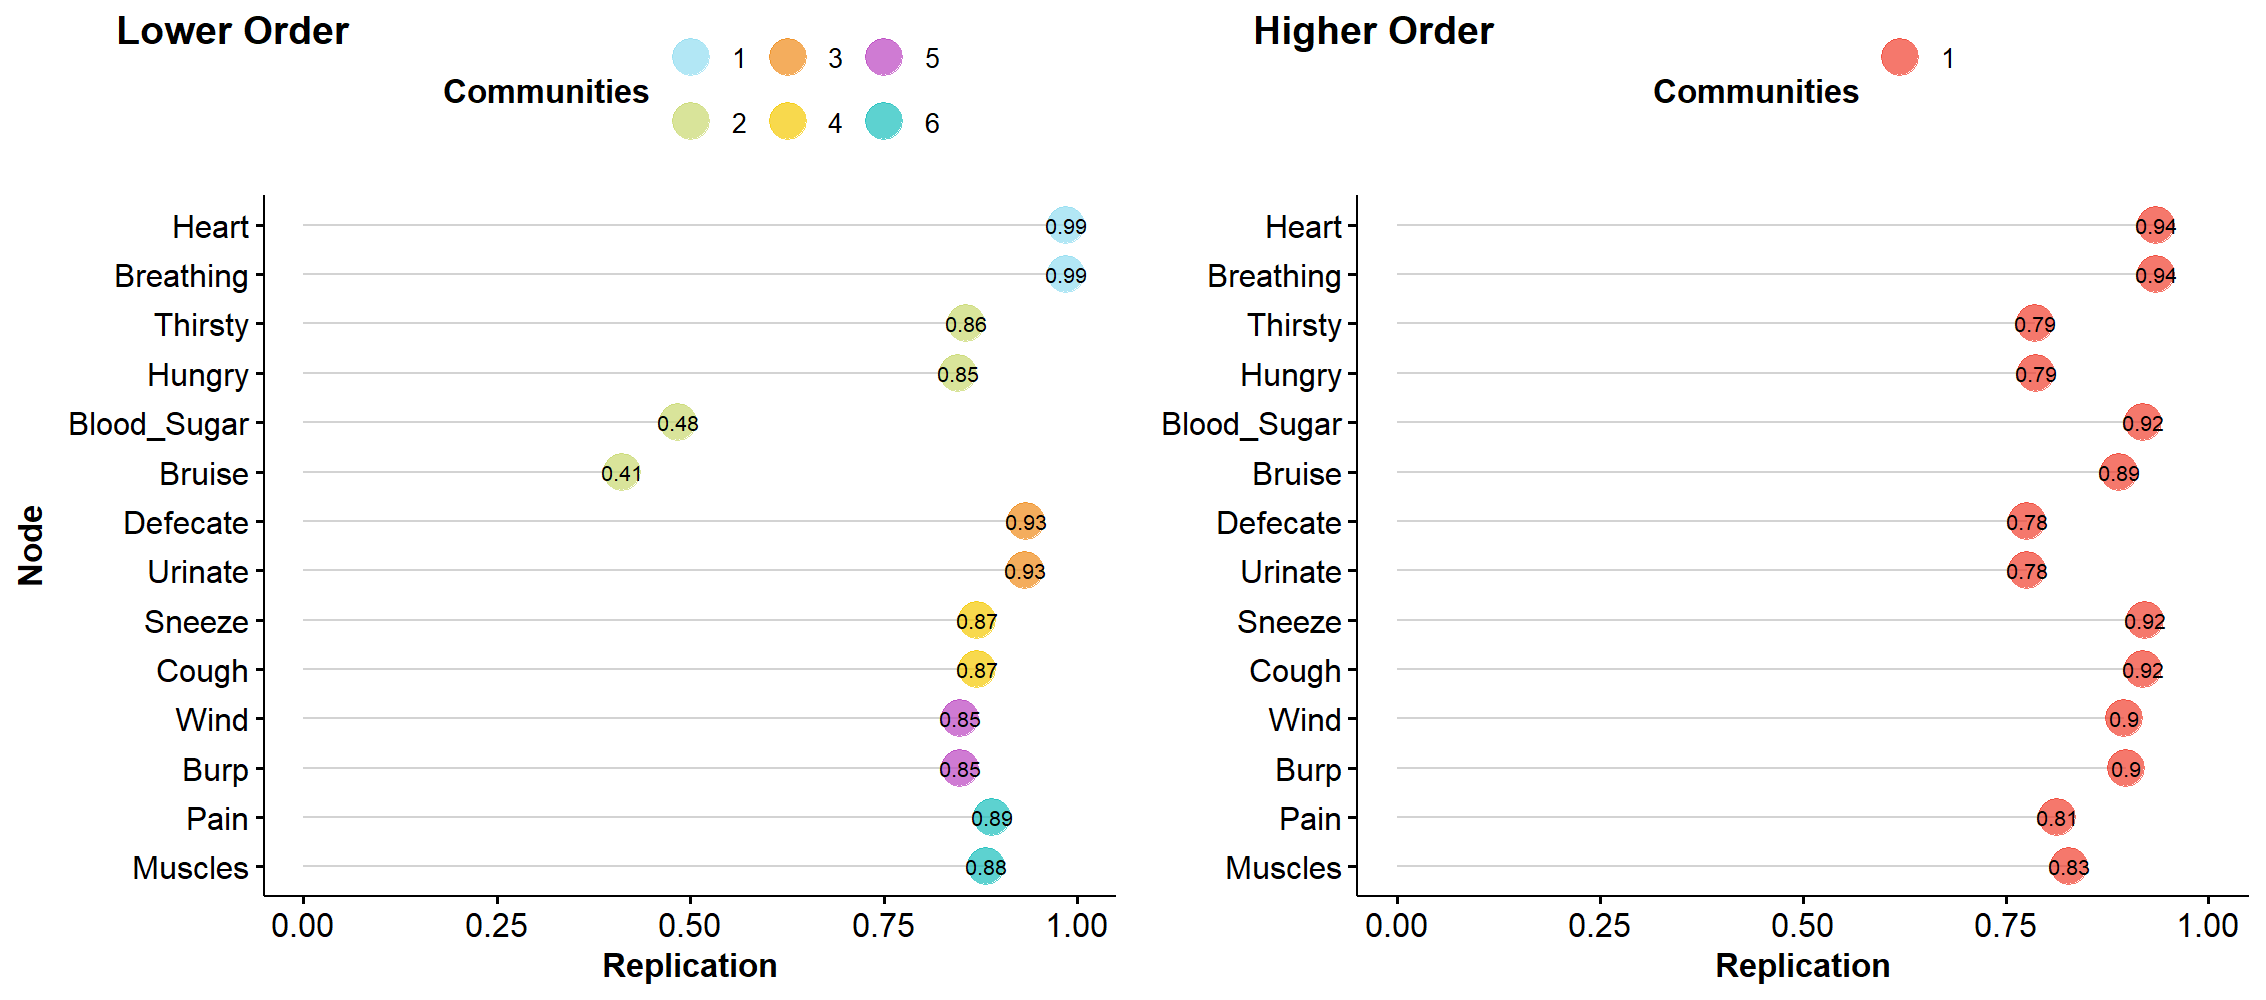 Lower Order
Communities
1 3 5
2 4 6
Node
Heart 0.99
Breathing 0.99
Thirsty 0.86
Hungry 0.85
Blood_Sugar 0.48
Bruise 0.41
Defecate 0.93
Urinate 0.93
Sneeze 0.87
Cough 0.87
Wind 0.85
Burp 0.85
Pain 0.89
Muscles 0.88
0.00 0.25 0.50 0.75 1.00
Replication
Higher Order
Communities
1
Heart 0.94
Breathing 0.94
Thirsty 0.79
Hungry 0.79
Blood_Sugar 0.92
Bruise 0.89
Defecate 0.78
Urinate 0.78
Sneeze 0.92
Cough 0.92
Wind 0.9
Burp 0.9
Pain 0.81
Muscles 0.83
0.00 0.25 0.50 0.75 1.00
Replication